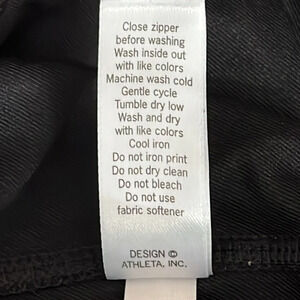 Close zipper
before washing
Wash inside out
with like colors
Machine wash cold
Gentle cycle
Tumble dry low
Wash and dry
with like colors
Cool iron
Do not iron print
Do not dry clean
Do not bleach
Do not use
fabric softener
DESIGN ©
ATHLETA, INC.